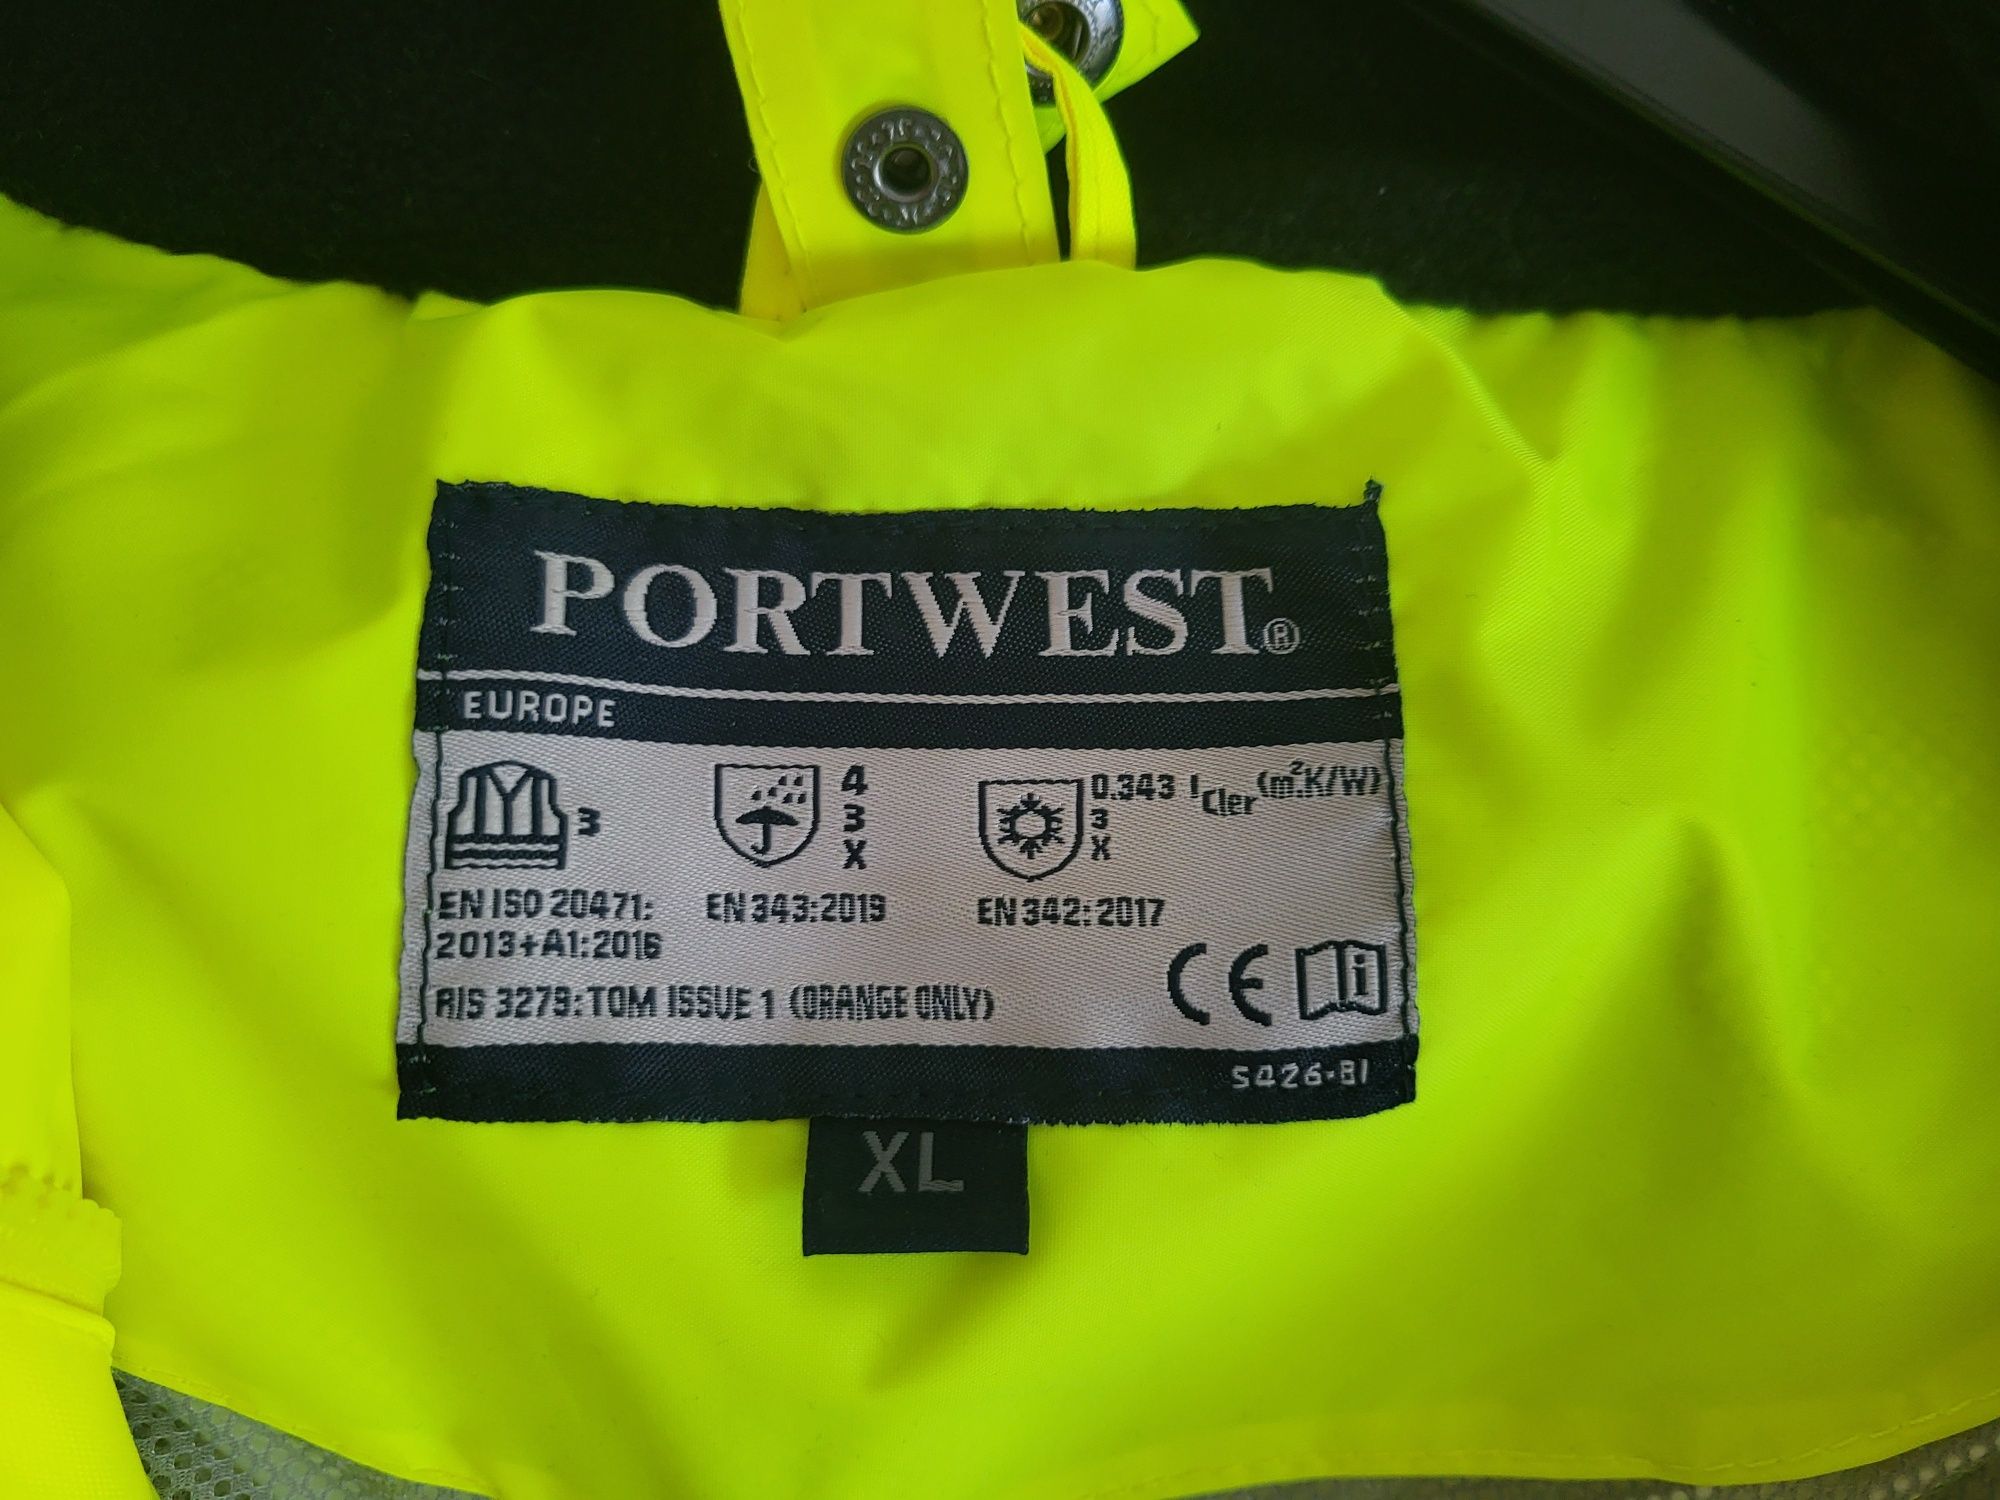 PORTWEST®
EUROPE
3
4
3
X
0.343 Icler (m².K/W)
3
X
EN ISO 20471:
2013+A1:2016
EN 343:2019
EN 342:2017
RIS 3279:TOM ISSUE 1 (ORANGE ONLY)
CE i
S426-BI
XL